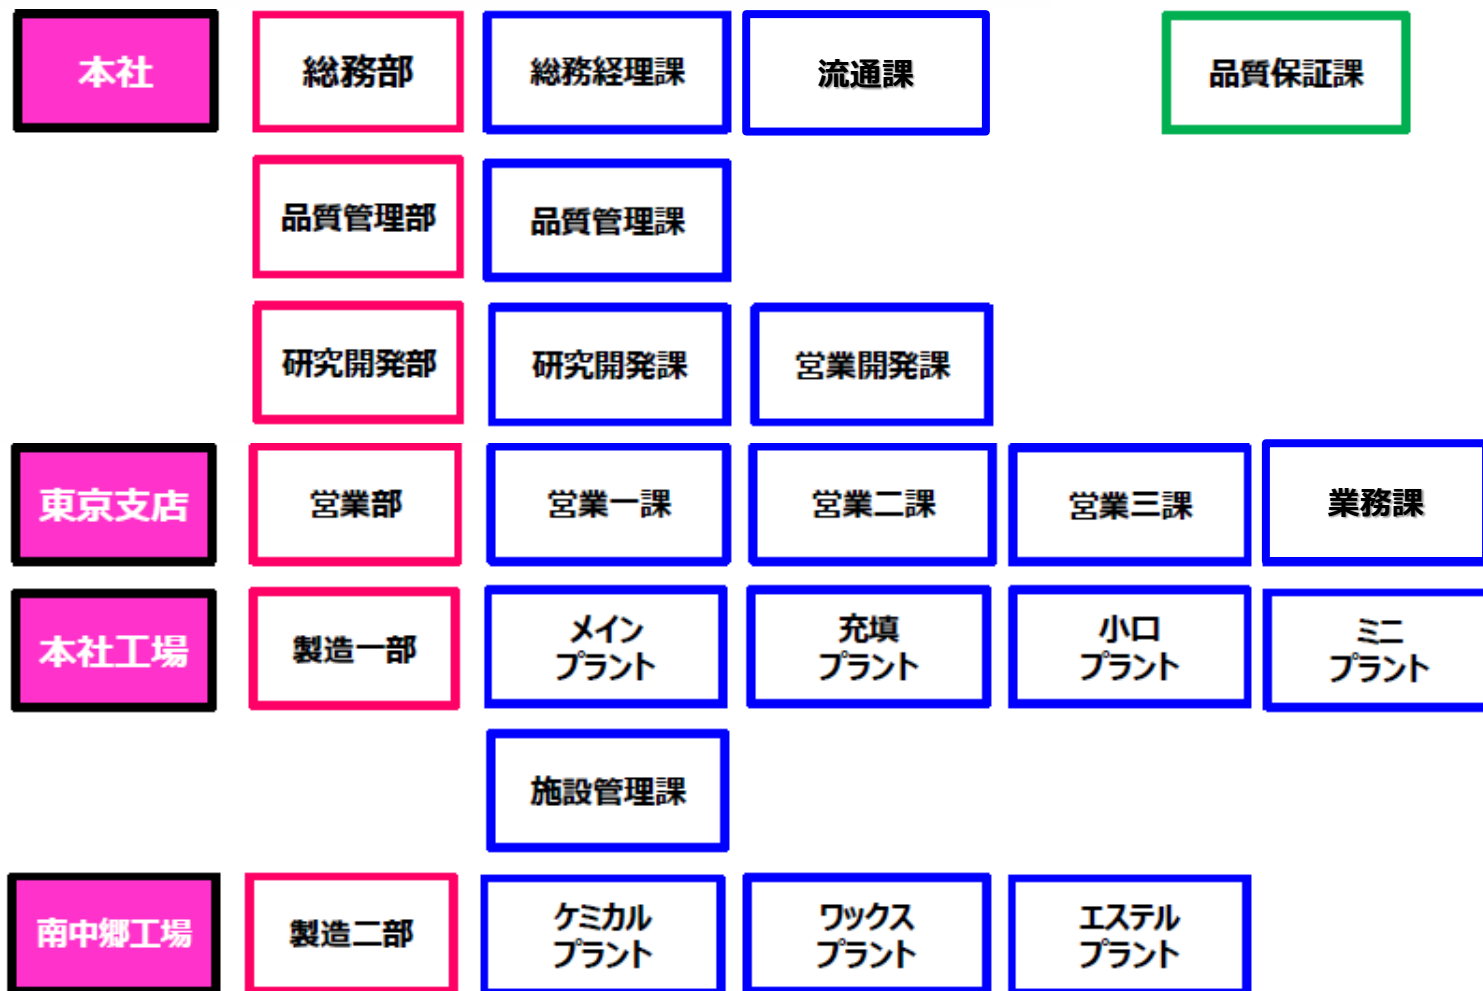 本社
総務部
総務経理課
流通課
品質保証課
品質管理部
品質管理課
研究開発部
研究開発課
営業開発課
東京支店
営業部
営業一課
営業二課
営業三課
業務課
本社工場
製造一部
メイン
プラント
充填
プラント
小口
プラント
ミニ
プラント
施設管理課
南中郷工場
製造二部
ケミカル
プラント
ワックス
プラント
エステル
プラント